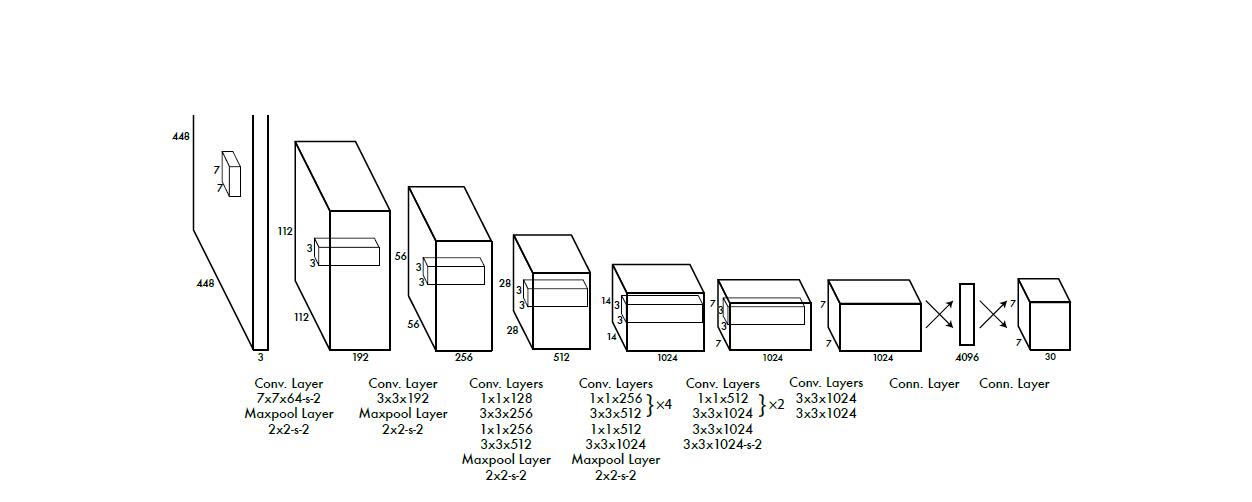 448
7
7
448
3
112
3
3
112
192
56
3
3
56
256
28
3
3
28
512
14
3
3
14
1024
7
3
3
7
1024
7
7
1024
4096
7
7
30
Conv. Layer
7x7x64-s-2
Maxpool Layer
2x2-s-2
Conv. Layer
3x3x192
Maxpool Layer
2x2-s-2
Conv. Layers
1x1x128
3x3x256
1x1x256
3x3x512
Maxpool Layer
2x2-s-2
Conv. Layers
1x1x256
3x3x512
}×4
1x1x512
3x3x1024
Maxpool Layer
2x2-s-2
Conv. Layers
1x1x512
3x3x1024
}×2
3x3x1024
3x3x1024-s-2
Conv. Layers
3x3x1024
3x3x1024
Conn. Layer
Conn. Layer